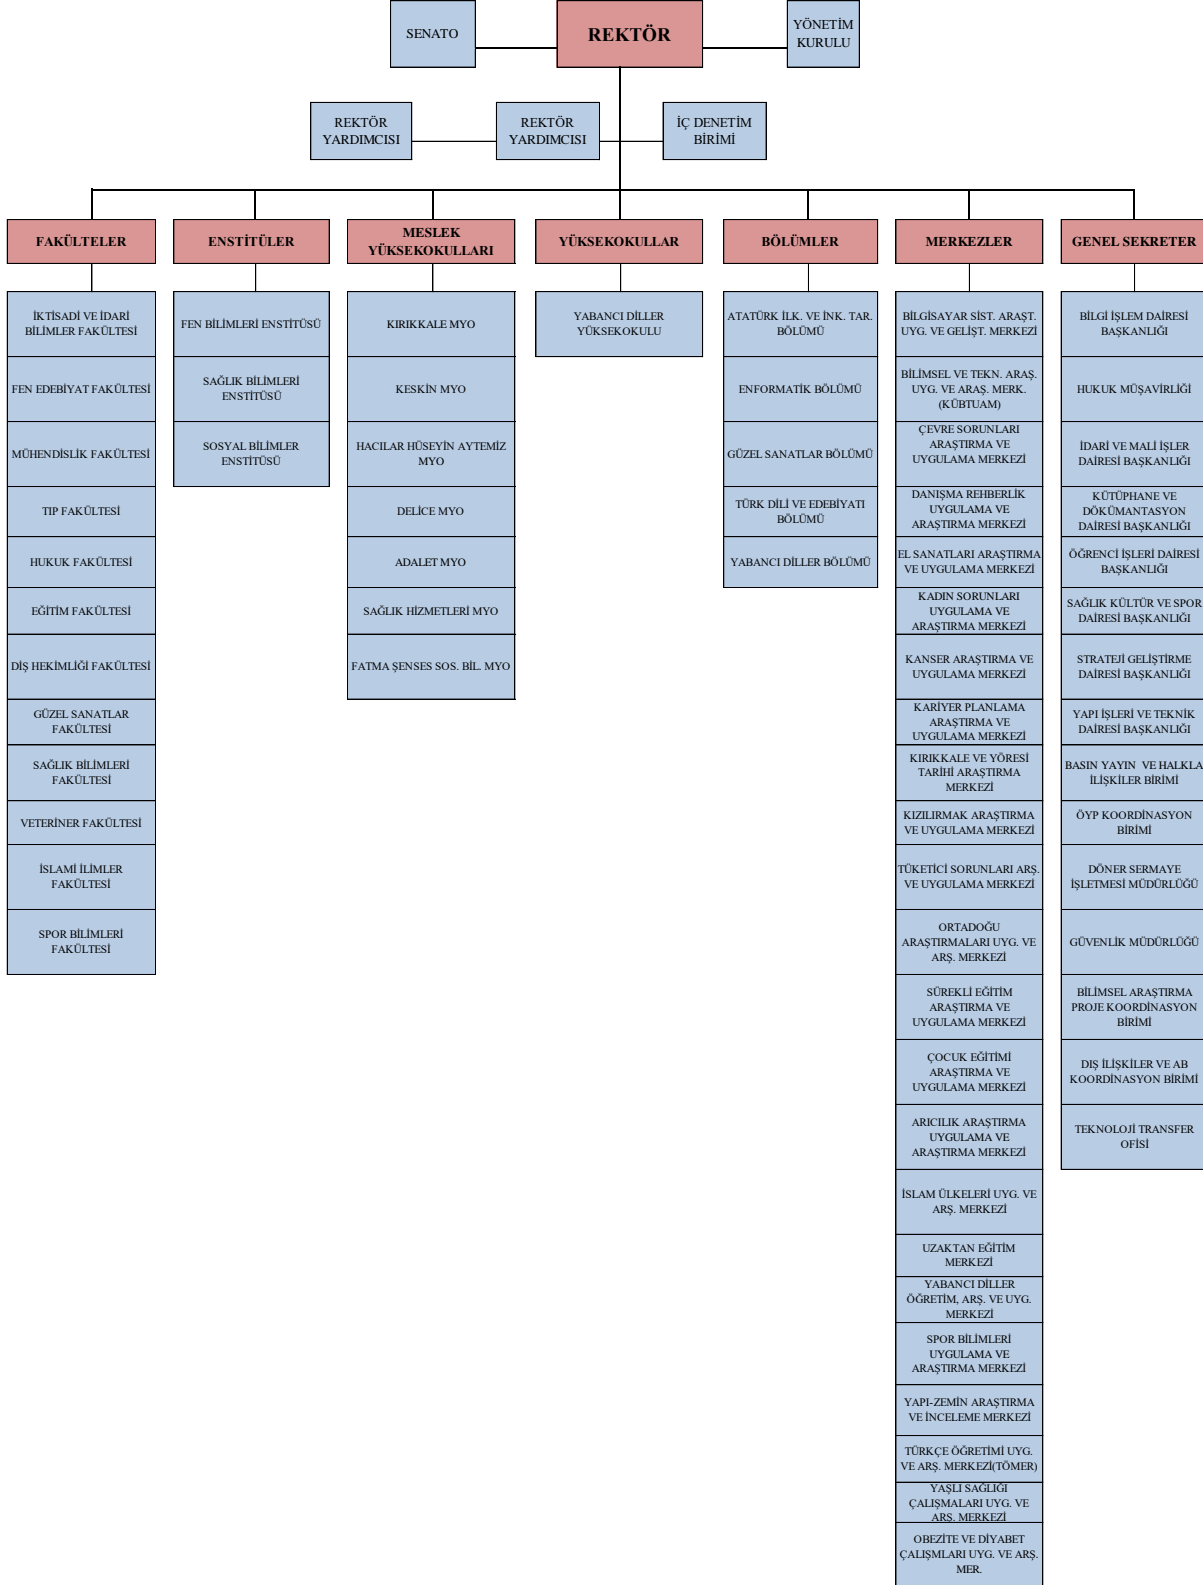 SENATO
REKTÖR
YÖNETİM
KURULU
REKTÖR
YARDIMCISI
REKTÖR
YARDIMCISI
İÇ DENETİM
BİRİMİ
FAKÜLTELER
İKTİSADİ VE İDARİ
BİLİMLER FAKÜLTESİ
FEN EDEBİYAT FAKÜLTESİ
MÜHENDİSLİK FAKÜLTESİ
TIP FAKÜLTESİ
HUKUK FAKÜLTESİ
EĞİTİM FAKÜLTESİ
DİŞ HEKİMLİĞİ FAKÜLTESİ
GÜZEL SANATLAR
FAKÜLTESİ
SAĞLIK BİLİMLERİ
FAKÜLTESİ
VETERİNER FAKÜLTESİ
İSLAMİ İLİMLER
FAKÜLTESİ
SPOR BİLİMLERİ
FAKÜLTESİ
ENSTİTÜLER
FEN BİLİMLERİ ENSTİTÜSÜ
SAĞLIK BİLİMLERİ
ENSTİTÜSÜ
SOSYAL BİLİMLER
ENSTİTÜSÜ
MESLEK
YÜKSEKOKULLARI
KIRIKKALE MYO
KESKİN MYO
HACILAR HÜSEYİN AYTEMİZ
MYO
DELİCE MYO
ADALET MYO
SAĞLIK HİZMETLERİ MYO
FATMA ŞENSES SOS. BİL. MYO
YÜKSEKOKULLAR
YABANCI DİLLER
YÜKSEKOKULU
BÖLÜMLER
ATATÜRK İLK. VE İNK. TAR.
BÖLÜMÜ
ENFORMATİK BÖLÜMÜ
GÜZEL SANATLAR BÖLÜMÜ
TÜRK DİLİ VE EDEBİYATI
BÖLÜMÜ
YABANCI DİLLER BÖLÜMÜ
MERKEZLER
BİLGİSAYAR SİST. ARAŞT.
UYG. VE GELİŞT. MERKEZİ
BİLİMSEL VE TEKN. ARAŞ.
UYG. VE ARAŞ. MERK.
(KÜBTUAM)
ÇEVRE SORUNLARI
ARAŞTIRMA VE
UYGULAMA MERKEZİ
DANIŞMA REHBERLİK
UYGULAMA VE
ARAŞTIRMA MERKEZİ
EL SANATLARI ARAŞTIRMA
VE UYGULAMA MERKEZİ
KADIN SORUNLARI
UYGULAMA VE
ARAŞTIRMA MERKEZİ
KANSER ARAŞTIRMA VE
UYGULAMA MERKEZİ
KARİYER PLANLAMA
ARAŞTIRMA VE
UYGULAMA MERKEZİ
KIRIKKALE VE YÖRESİ
TARİHİ ARAŞTIRMA
MERKEZİ
KIZILIRMAK ARAŞTIRMA
VE UYGULAMA MERKEZİ
TÜKETİCİ SORUNLARI ARŞ.
VE UYGULAMA MERKEZİ
ORTADOĞU
ARAŞTIRMALARI UYG. VE
ARŞ. MERKEZİ
SÜREKLİ EĞİTİM
ARAŞTIRMA VE
UYGULAMA MERKEZİ
ÇOCUK EĞİTİMİ
ARAŞTIRMA VE
UYGULAMA MERKEZİ
ARICILIK ARAŞTIRMA
UYGULAMA VE
ARAŞTIRMA MERKEZİ
İSLAM ÜLKELERİ UYG. VE
ARŞ. MERKEZİ
UZAKTAN EĞİTİM
MERKEZİ
YABANCI DİLLER
ÖĞRETİM, ARŞ. VE UYG.
MERKEZİ
SPOR BİLİMLERİ
UYGULAMA VE
ARAŞTIRMA MERKEZİ
YAPI-ZEMİN ARAŞTIRMA
VE İNCELEME MERKEZİ
TÜRKÇE ÖĞRETİMİ UYG.
VE ARŞ. MERKEZİ(TÖMER)
YAŞLI SAĞLIĞI
ÇALIŞMALARI UYG. VE
ARŞ. MERKEZİ
OBEZİTE VE DİYABET
ÇALIŞMLARI UYG. VE ARŞ.
MER.
GENEL SEKRETER
BİLGİ İŞLEM DAİRESİ
BAŞKANLIĞI
HUKUK MÜŞAVİRLİĞİ
İDARİ VE MALİ İŞLER
DAİRESİ BAŞKANLIĞI
KÜTÜPHANE VE
DÖKÜMANTASYON
DAİRESİ BAŞKANLIĞI
ÖĞRENCİ İŞLERİ DAİRESİ
BAŞKANLIĞI
SAĞLIK KÜLTÜR VE SPOR
DAİRESİ BAŞKANLIĞI
STRATEJİ GELİŞTİRME
DAİRESİ BAŞKANLIĞI
YAPI İŞLERİ VE TEKNİK
DAİRESİ BAŞKANLIĞI
BASIN YAYIN VE HALKLA
İLİŞKİLER BİRİMİ
ÖYP KOORDİNASYON
BİRİMİ
DÖNER SERMAYE
İŞLETMESİ MÜDÜRLÜĞÜ
GÜVENLİK MÜDÜRLÜĞÜ
BİLİMSEL ARAŞTIRMA
PROJE KOORDİNASYON
BİRİMİ
DIŞ İLİŞKİLER VE AB
KOORDİNASYON BİRİMİ
TEKNOLOJİ TRANSFER
OFİSİ